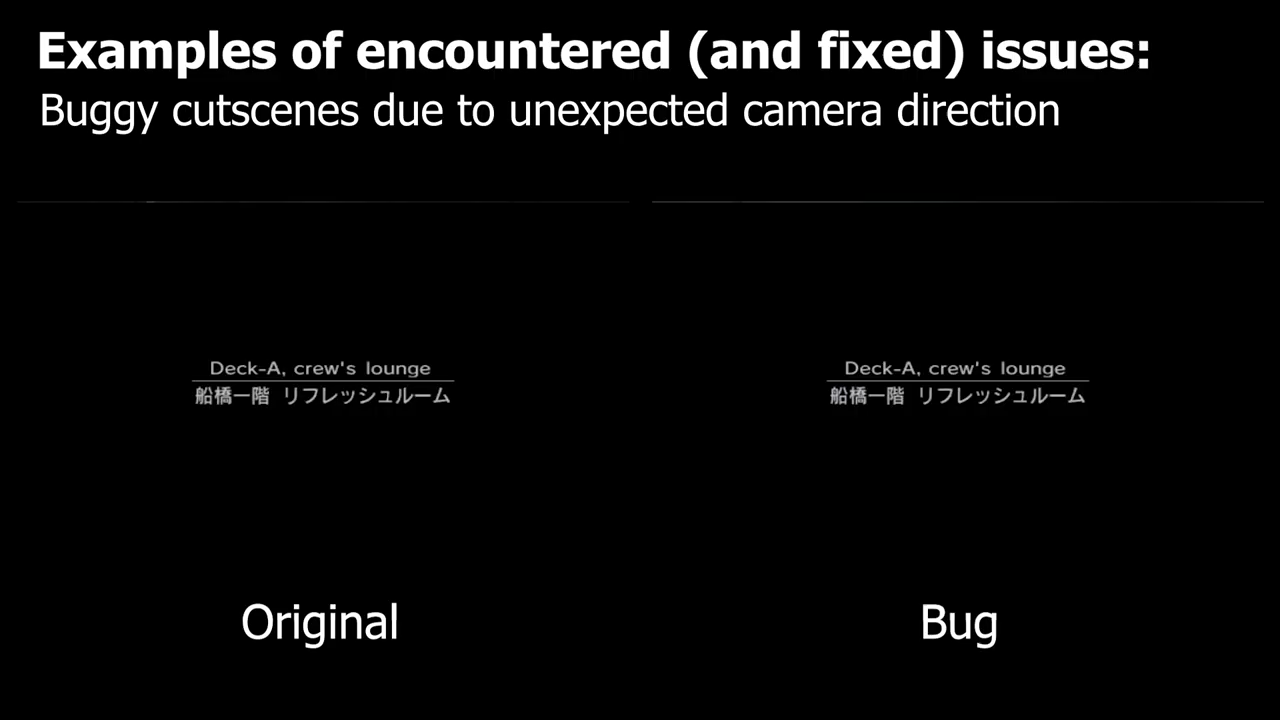 Examples of encountered (and fixed) issues:
Buggy cutscenes due to unexpected camera direction
Deck-A, crew's lounge
船橋一階 リフレッシュルーム
Deck-A, crew's lounge
船橋一階 リフレッシュルーム
Original
Bug